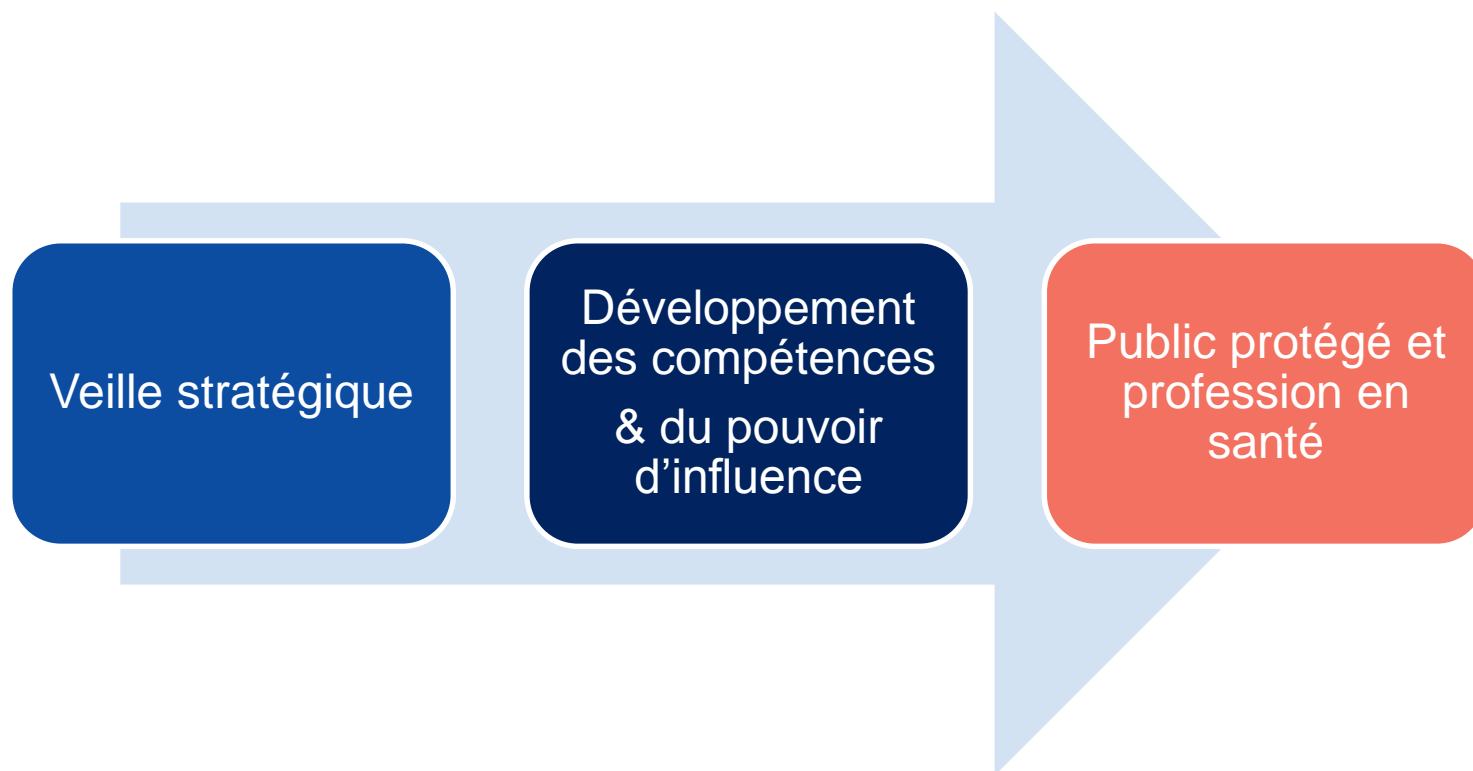 Veille stratégique
Développement
des compétences
& du pouvoir
d’influence
Public protégé et
profession en
santé